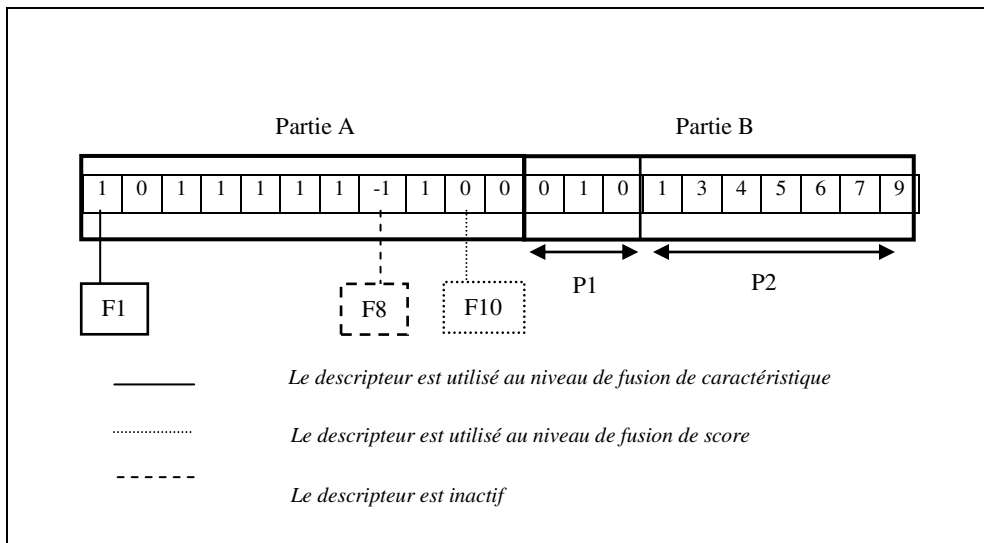 Partie A Partie B
1 0 1 1 1 1 1 -1 1 0 0 0 1 0 1 3 4 5 6 7 9
P1 P2
F1 F8 F10
Le descripteur est utilisé au niveau de fusion de caractéristique
Le descripteur est utilisé au niveau de fusion de score
Le descripteur est inactif